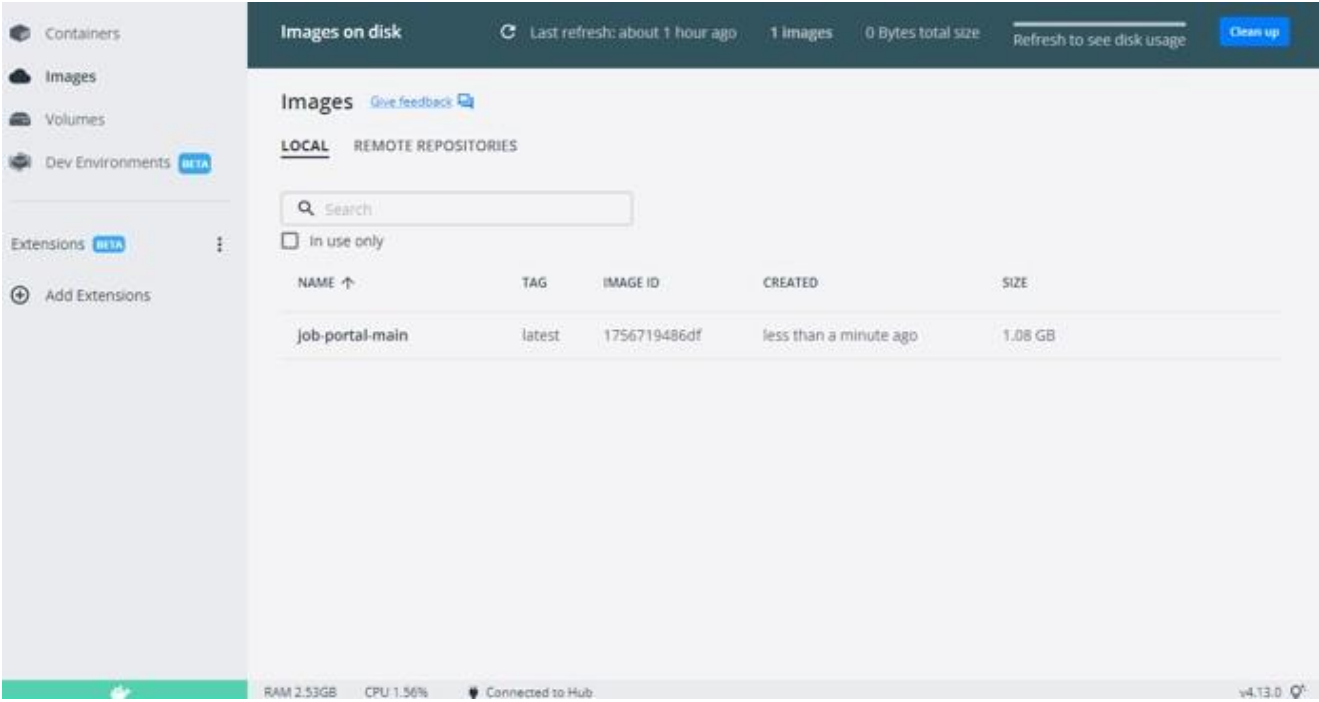 Containers
Images
Volumes
Dev Environments BETA
Extensions BETA
Add Extensions
Images on disk
Last refresh: about 1 hour ago
1 images
0 Bytes total size
Refresh to see disk usage
Clean up
Images Give feedback
LOCAL REMOTE REPOSITORIES
Search
In use only
NAME TAG IMAGE ID CREATED SIZE
job-portal-main latest 1756719486df less than a minute ago 1.08 GB
RAM 2.53GB CPU 1.56% Connected to Hub v4.13.0